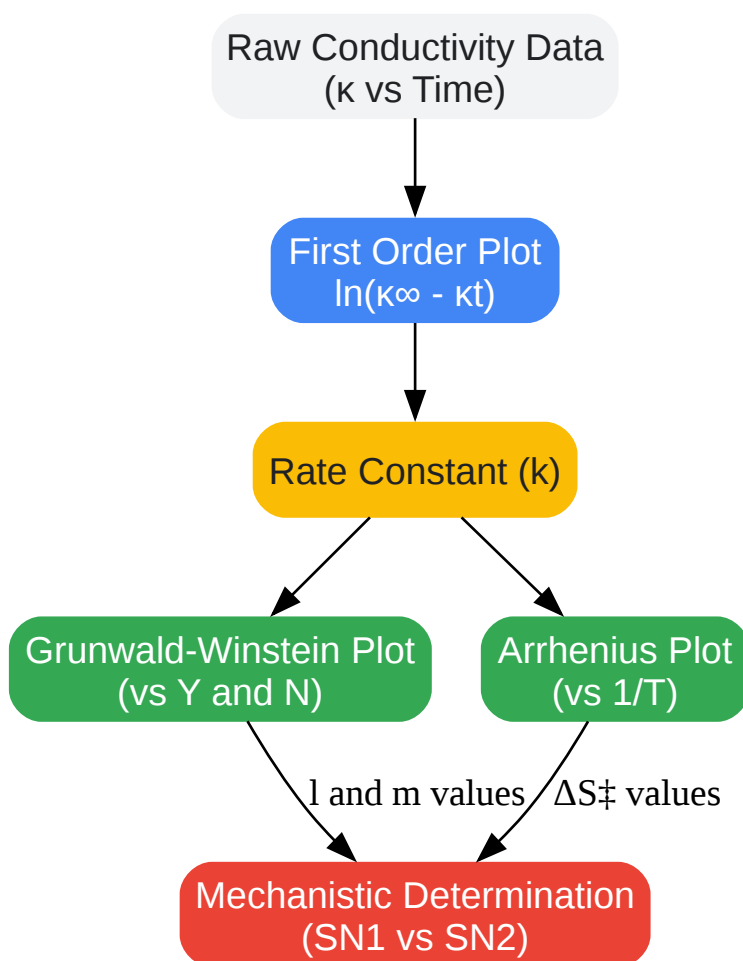 Raw Conductivity Data
(κ vs Time)
First Order Plot
ln(κ∞ - κt)
Rate Constant (k)
Grunwald-Winstein Plot
(vs Y and N)
Arrhenius Plot
(vs 1/T)
l and m values
ΔS‡ values
Mechanistic Determination
(SN1 vs SN2)